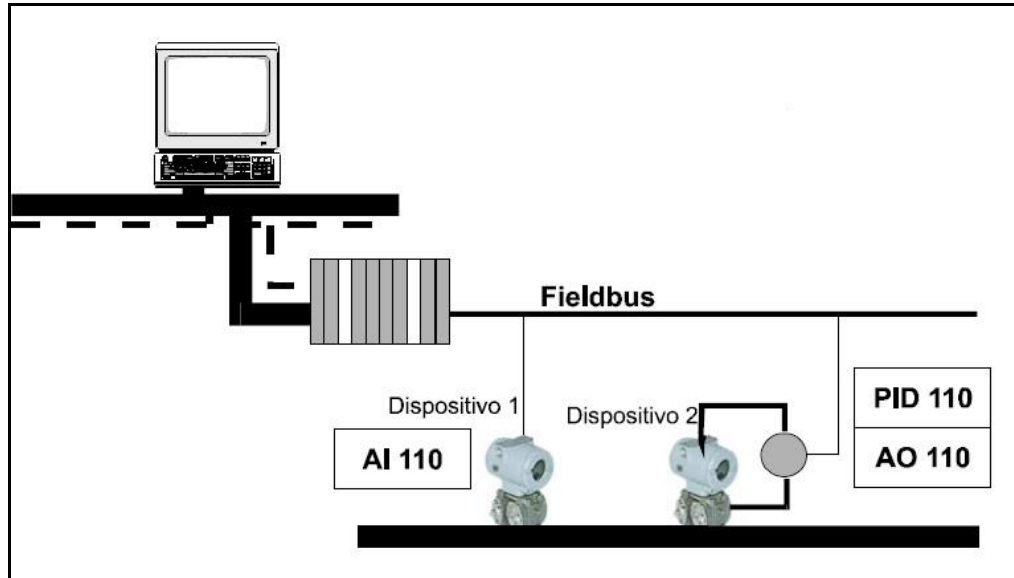 Fieldbus
Dispositivo 1
Dispositivo 2
AI 110
PID 110
AO 110